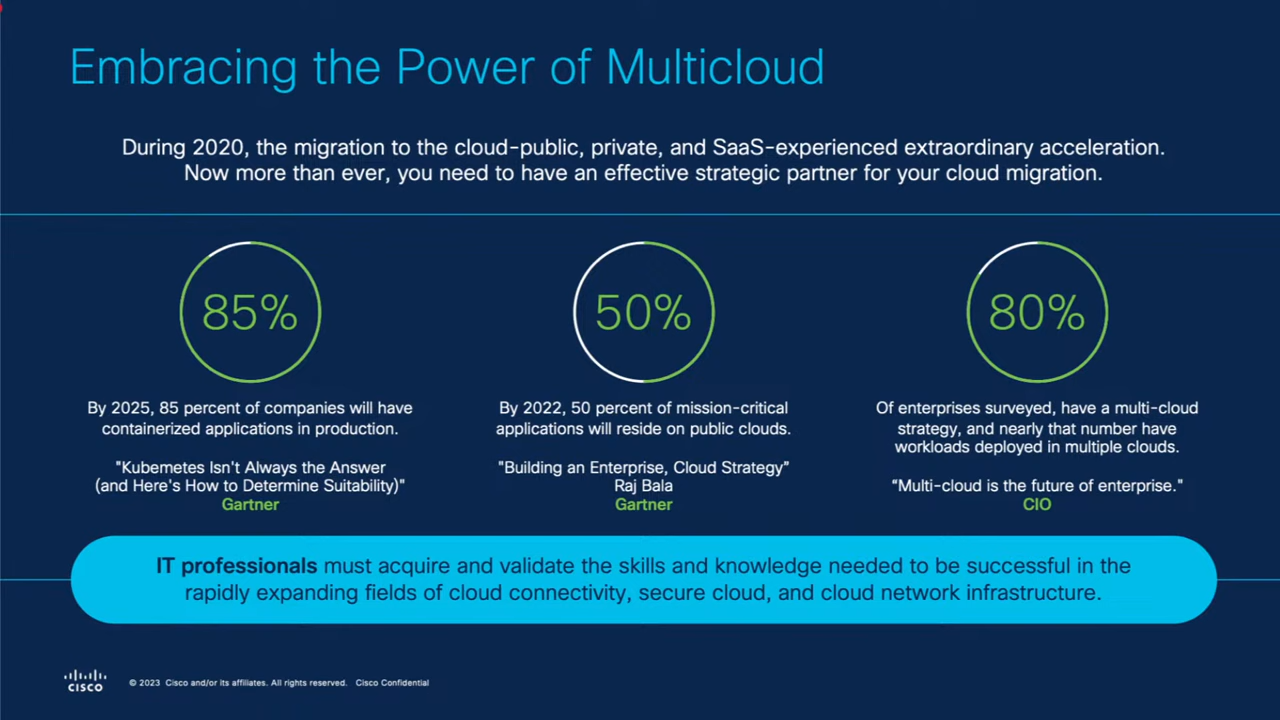 Embracing the Power of Multicloud
During 2020, the migration to the cloud-public, private, and SaaS-experienced extraordinary acceleration.
Now more than ever, you need to have an effective strategic partner for your cloud migration.
85%
By 2025, 85 percent of companies will have
containerized applications in production.
"Kubemetes Isn't Always the Answer
(and Here's How to Determine Suitability)"
Gartner
50%
By 2022, 50 percent of mission-critical
applications will reside on public clouds.
"Building an Enterprise, Cloud Strategy"
Raj Bala
Gartner
80%
Of enterprises surveyed, have a multi-cloud
strategy, and nearly that number have
workloads deployed in multiple clouds.
“Multi-cloud is the future of enterprise."
CIO
IT professionals must acquire and validate the skills and knowledge needed to be successful in the
rapidly expanding fields of cloud connectivity, secure cloud, and cloud network infrastructure.
CISCO
© 2023 Cisco and/or its affiliates. All rights reserved. Cisco Confidential